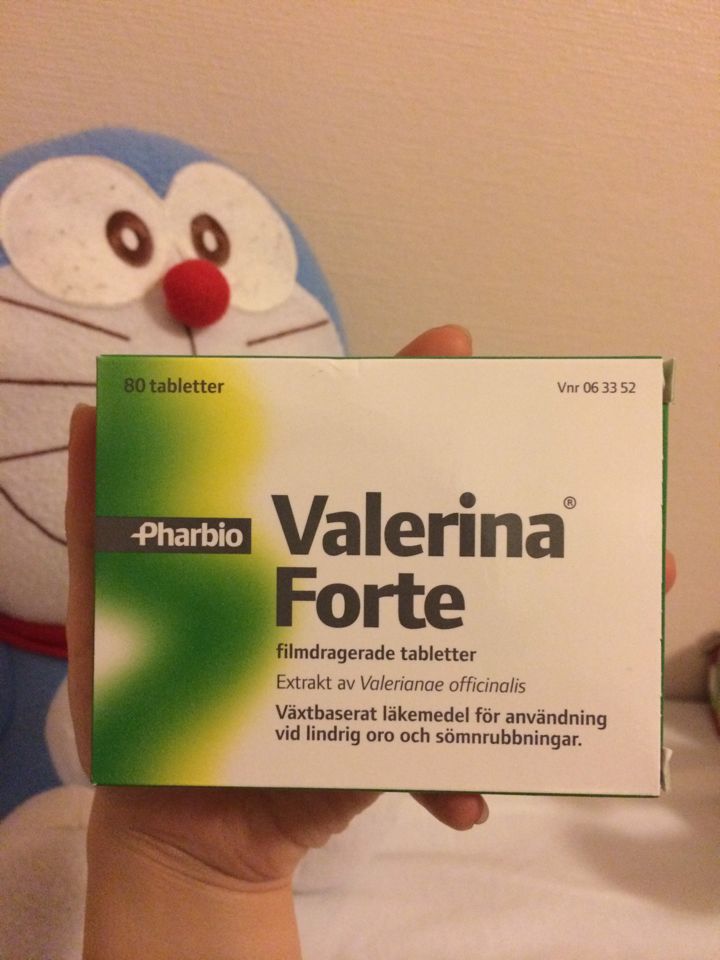 80 tabletter
Vnr 06 33 52
Pharbio
Valerina®
Forte
filmdragerade tabletter
Extrakt av Valerianae officinalis
Växtbaserat läkemedel för användning
vid lindrig oro och sömnrubbningar.